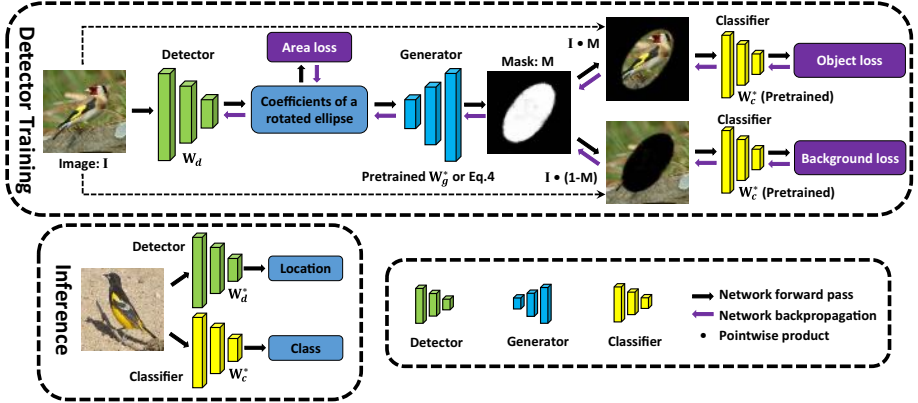 Detector Training
Image: I
Detector
W_d
Area loss
Coefficients of a
rotated ellipse
Generator
Pretrained W_g^* or Eq.4
Mask: M
I • M
I • (1-M)
Classifier
W_c^* (Pretrained)
Object loss
Classifier
W_c^* (Pretrained)
Background loss
Inference
Detector
W_d^*
Location
Classifier
W_c^*
Class
Detector
Generator
Classifier
Network forward pass
Network backpropagation
• Pointwise product